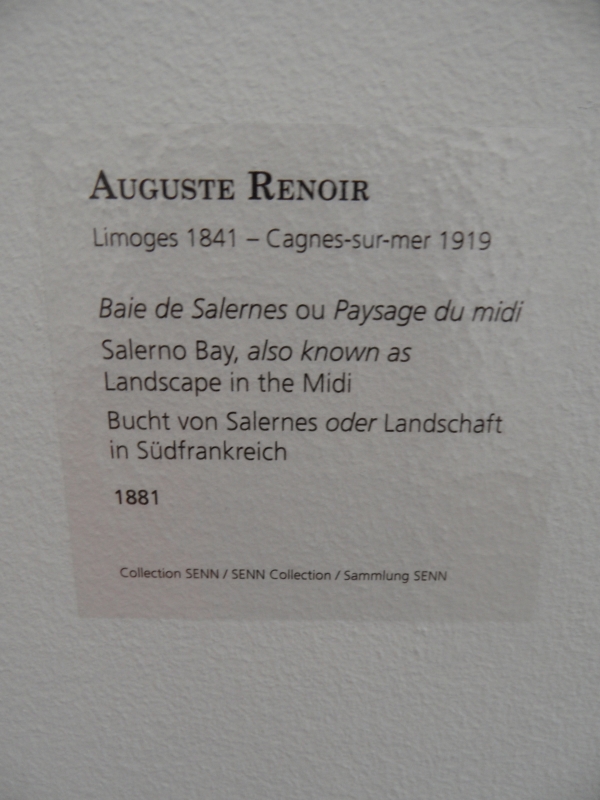 AUGUSTE RENOIR
Limoges 1841 – Cagnes-sur-mer 1919
Baie de Salernes ou Paysage du midi
Salerno Bay, also known as
Landscape in the Midi
Bucht von Salernes oder Landschaft
in Südfrankreich
1881
Collection SENN / SENN Collection / Sammlung SENN